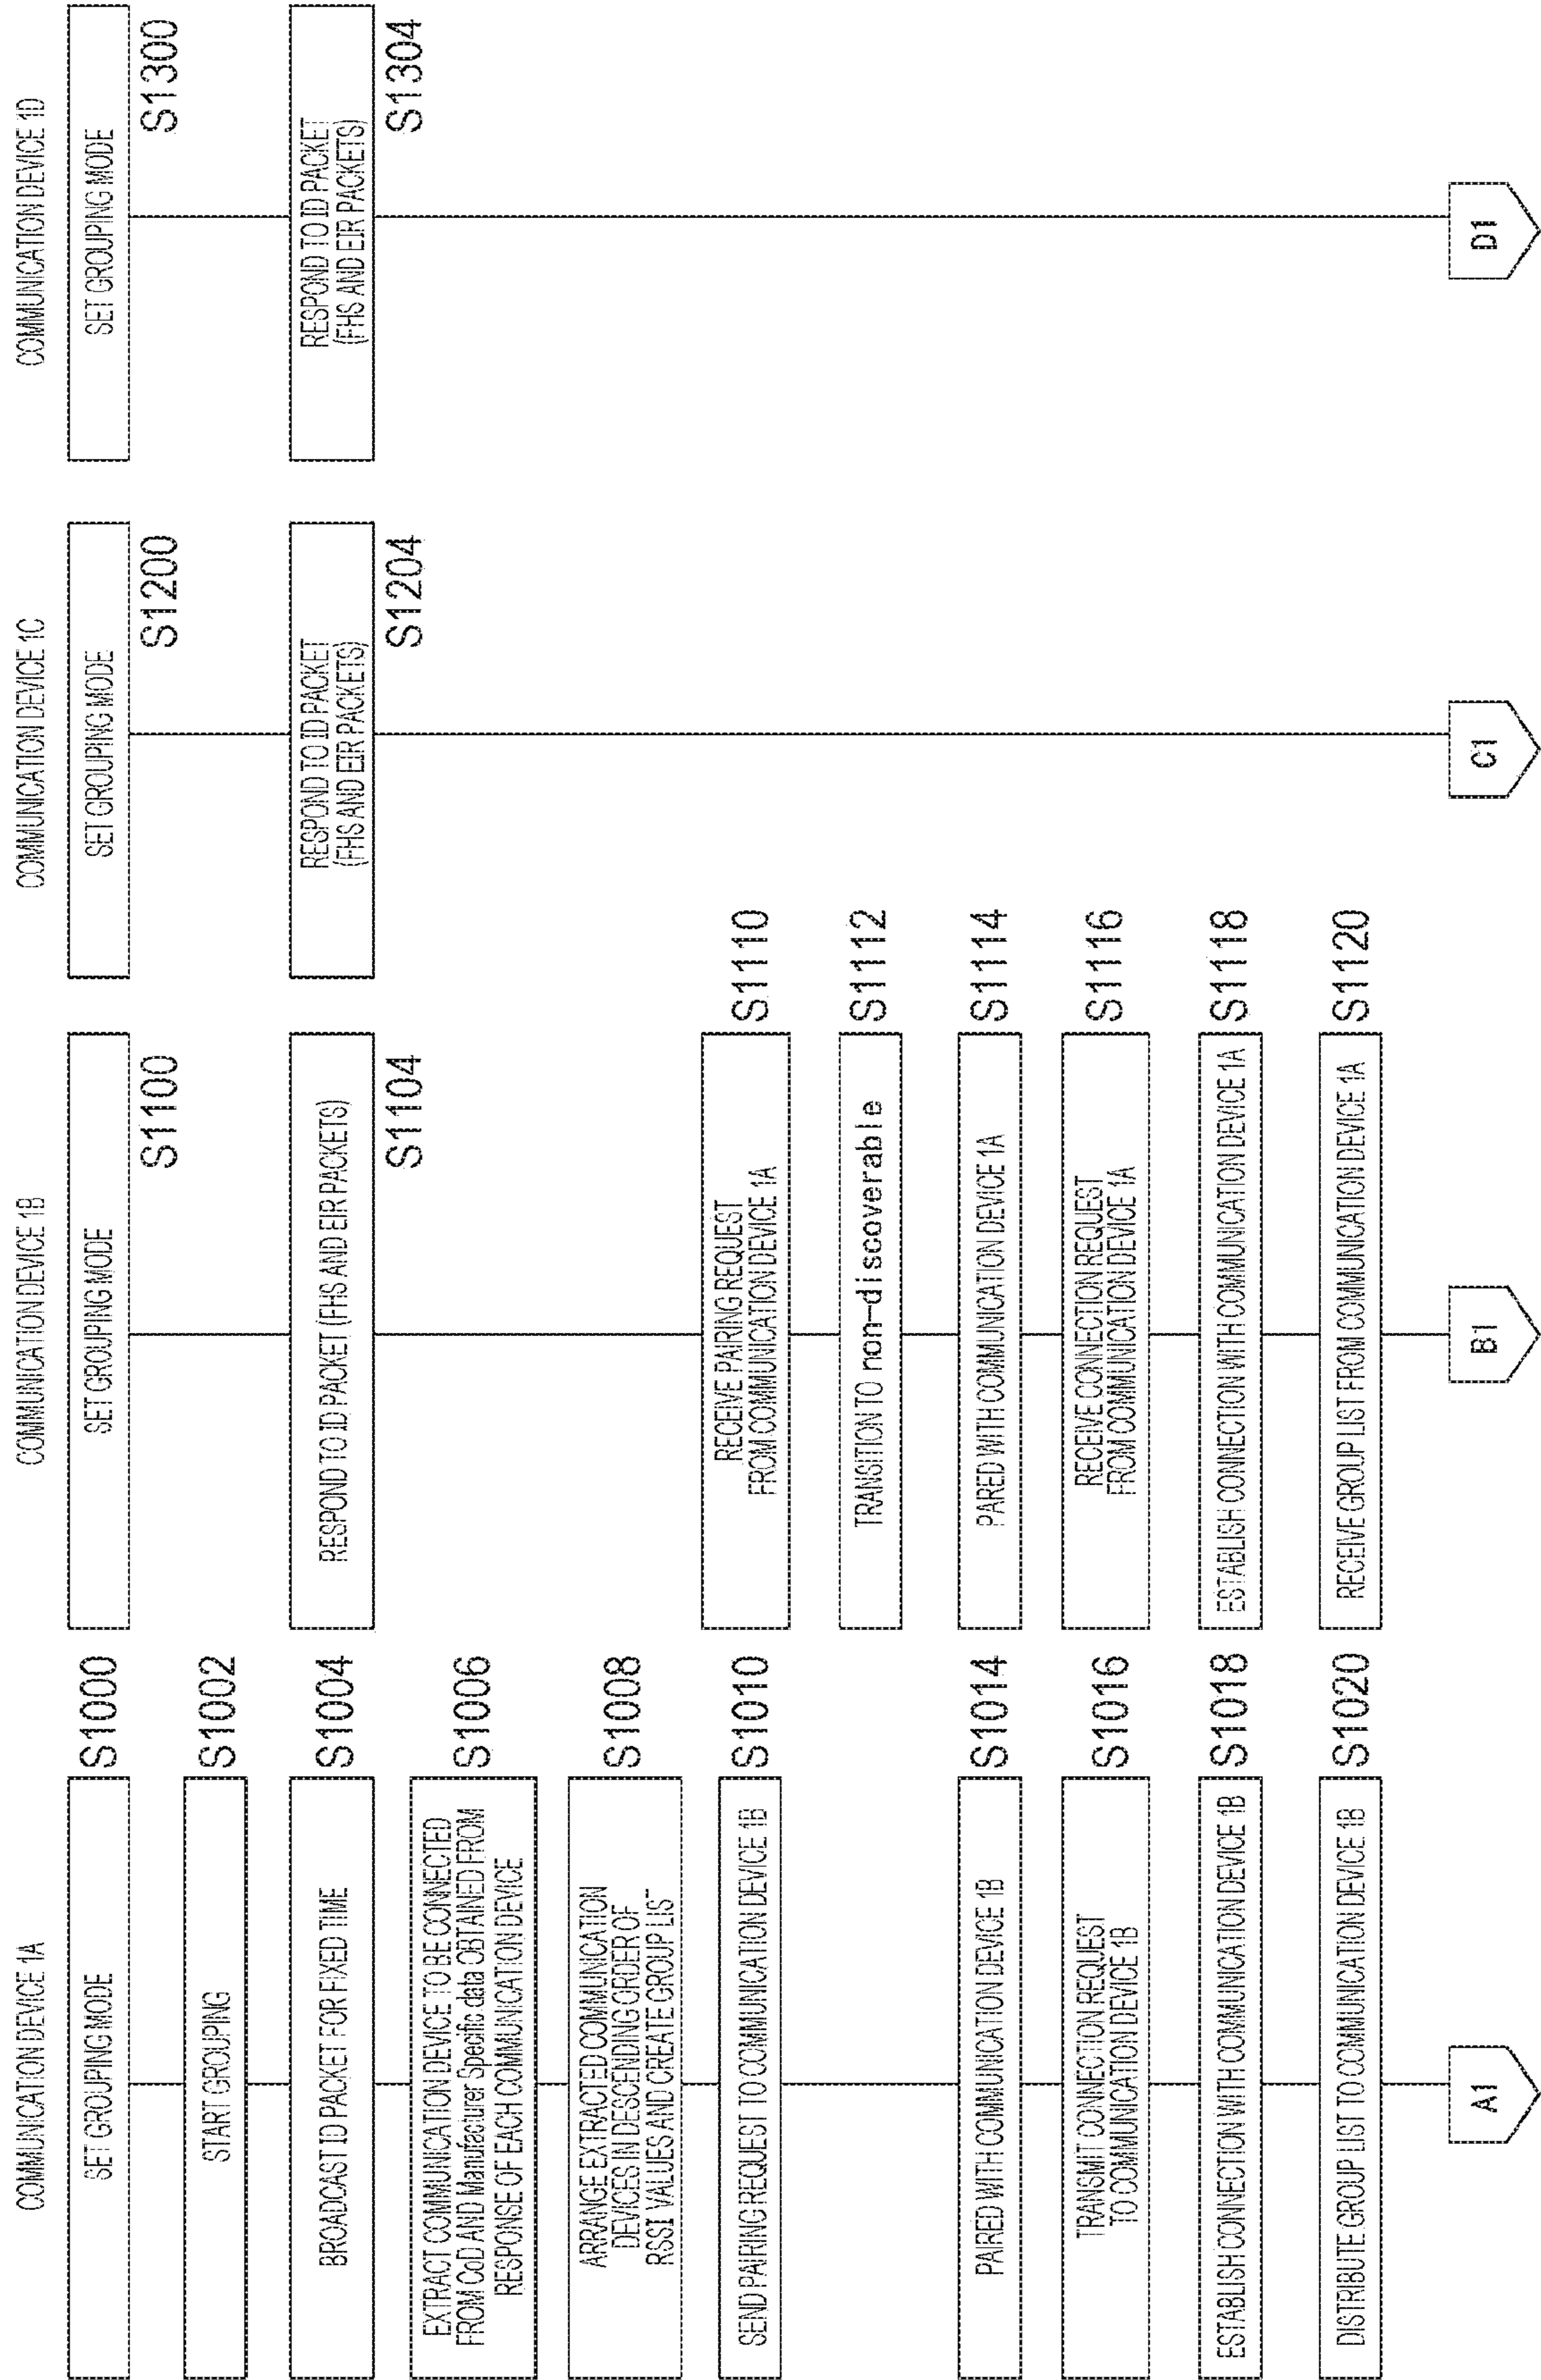 COMMUNICATION DEVICE 1A
SET GROUPING MODE
S1000
START GROUPING
S1002
BROADCAST ID PACKET FOR FIXED TIME
S1004
EXTRACT COMMUNICATION DEVICE TO BE CONNECTED
FROM CoD AND Manufacturer Specific data OBTAINED FROM
RESPONSE OF EACH COMMUNICATION DEVICE
S1006
ARRANGE EXTRACTED COMMUNICATION
DEVICES IN DESCENDING ORDER OF
RSSI VALUES AND CREATE GROUP LIST
S1008
SEND PAIRING REQUEST TO COMMUNICATION DEVICE 1B
S1010
PAIRED WITH COMMUNICATION DEVICE 1B
S1014
TRANSMIT CONNECTION REQUEST
TO COMMUNICATION DEVICE 1B
S1016
ESTABLISH CONNECTION WITH COMMUNICATION DEVICE 1B
S1018
DISTRIBUTE GROUP LIST TO COMMUNICATION DEVICE 1B
S1020
A1
COMMUNICATION DEVICE 1B
SET GROUPING MODE
S1100
RESPOND TO ID PACKET (FHS AND EIR PACKETS)
S1104
RECEIVE PAIRING REQUEST
FROM COMMUNICATION DEVICE 1A
S1110
TRANSITION TO non-discoverable
S1112
PARED WITH COMMUNICATION DEVICE 1A
S1114
RECEIVE CONNECTION REQUEST
FROM COMMUNICATION DEVICE 1A
S1116
ESTABLISH CONNECTION WITH COMMUNICATION DEVICE 1A
S1118
RECEIVE GROUP LIST FROM COMMUNICATION DEVICE 1A
S1120
B1
COMMUNICATION DEVICE 1C
SET GROUPING MODE
S1200
RESPOND TO ID PACKET
(FHS AND EIR PACKETS)
S1204
C1
COMMUNICATION DEVICE 1D
SET GROUPING MODE
S1300
RESPOND TO ID PACKET
(FHS AND EIR PACKETS)
S1304
D1